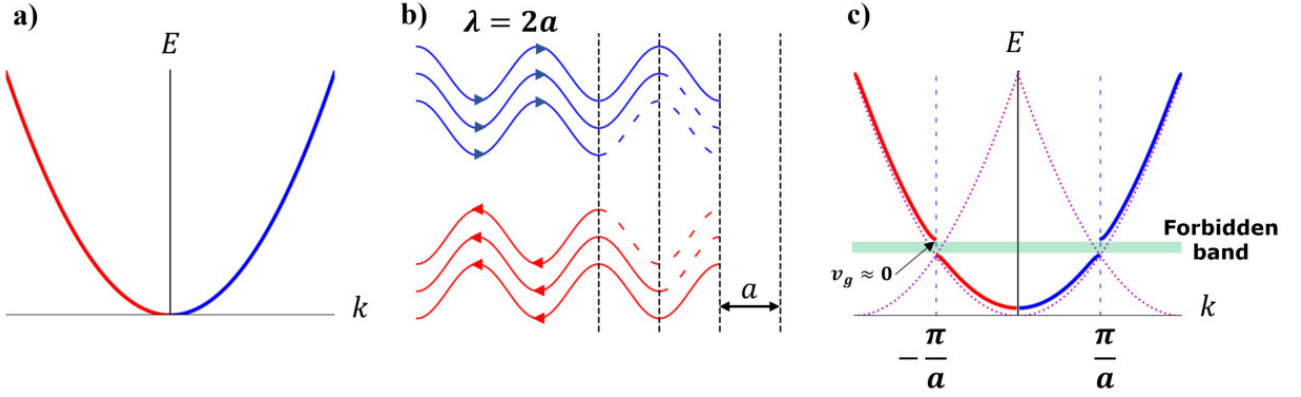 a)
E
k
b)
λ = 2a
a
c)
E
Forbidden
band
v_g ≈ 0
k
-π/a
π/a